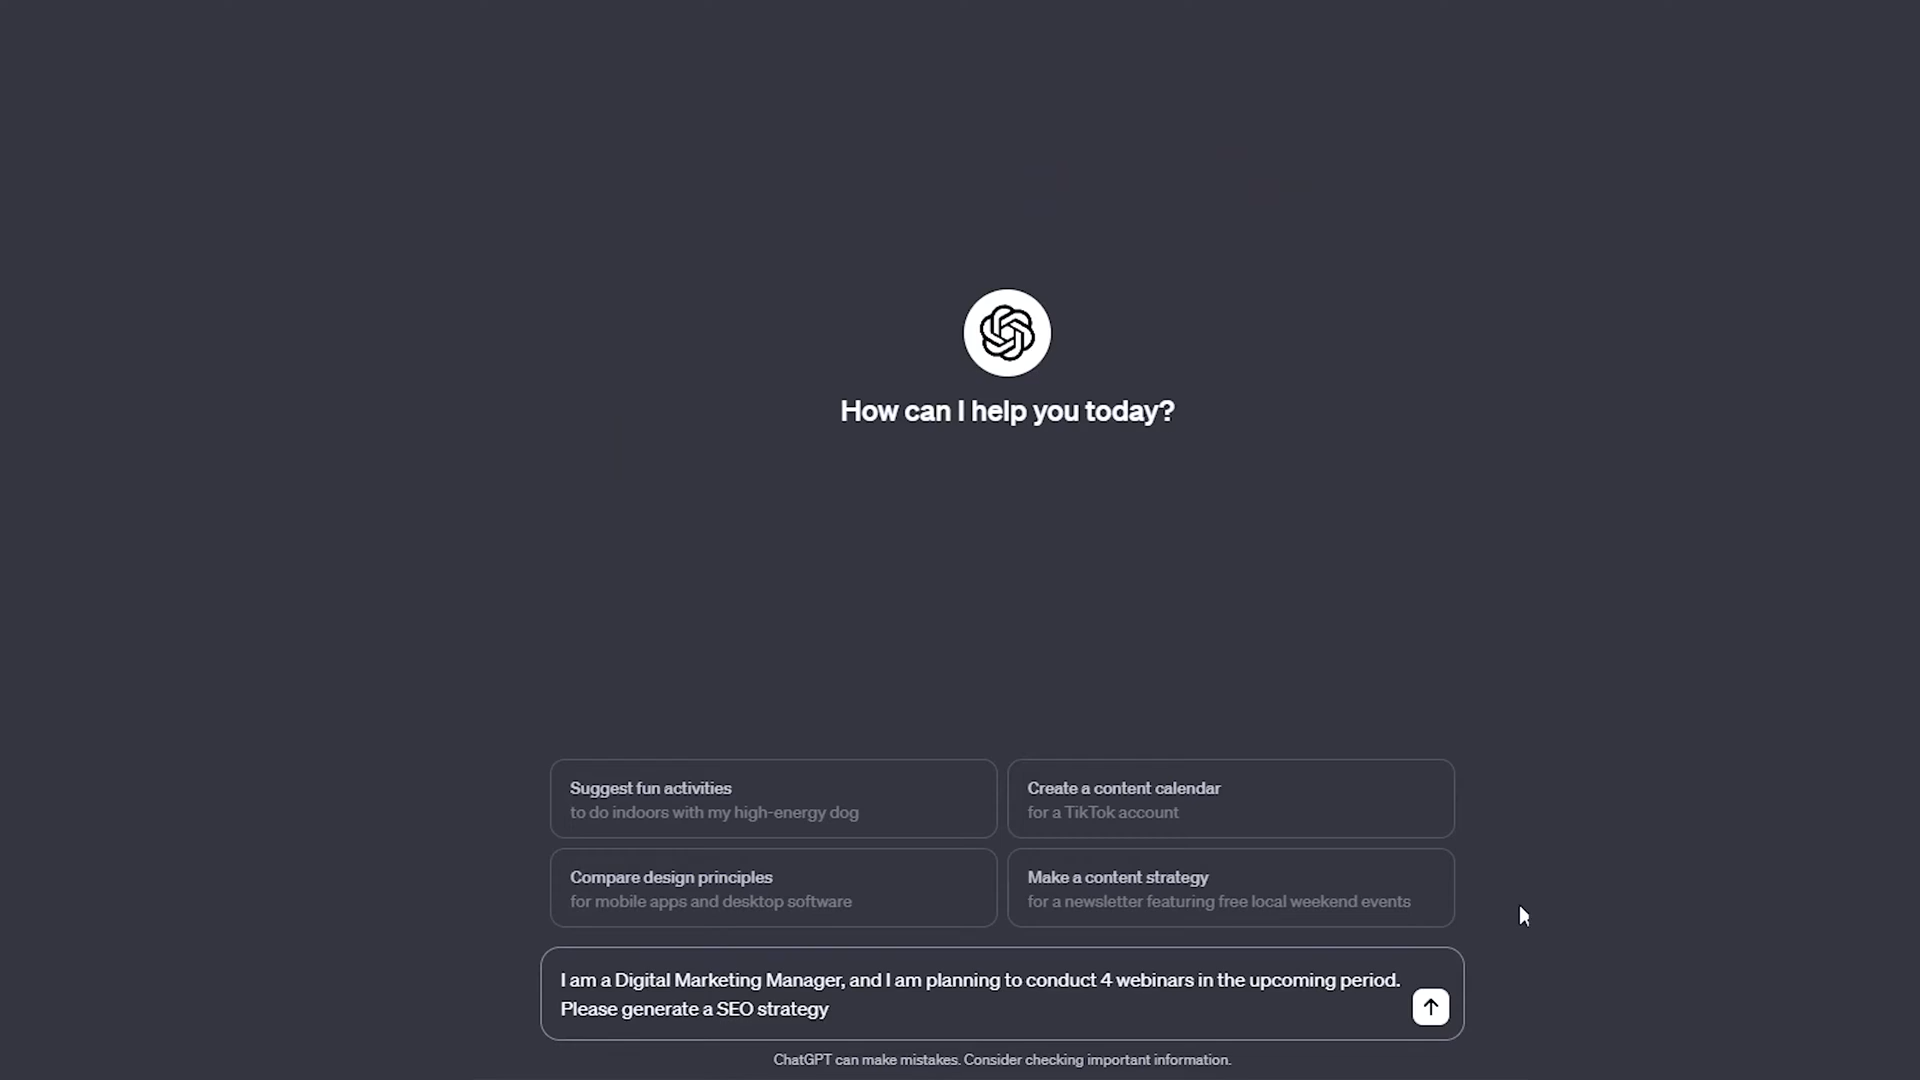 How can I help you today?
Suggest fun activities
to do indoors with my high-energy dog
Create a content calendar
for a TikTok account
Compare design principles
for mobile apps and desktop software
Make a content strategy
for a newsletter featuring free local weekend events
I am a Digital Marketing Manager, and I am planning to conduct 4 webinars in the upcoming period.
Please generate a SEO strategy
ChatGPT can make mistakes. Consider checking important information.